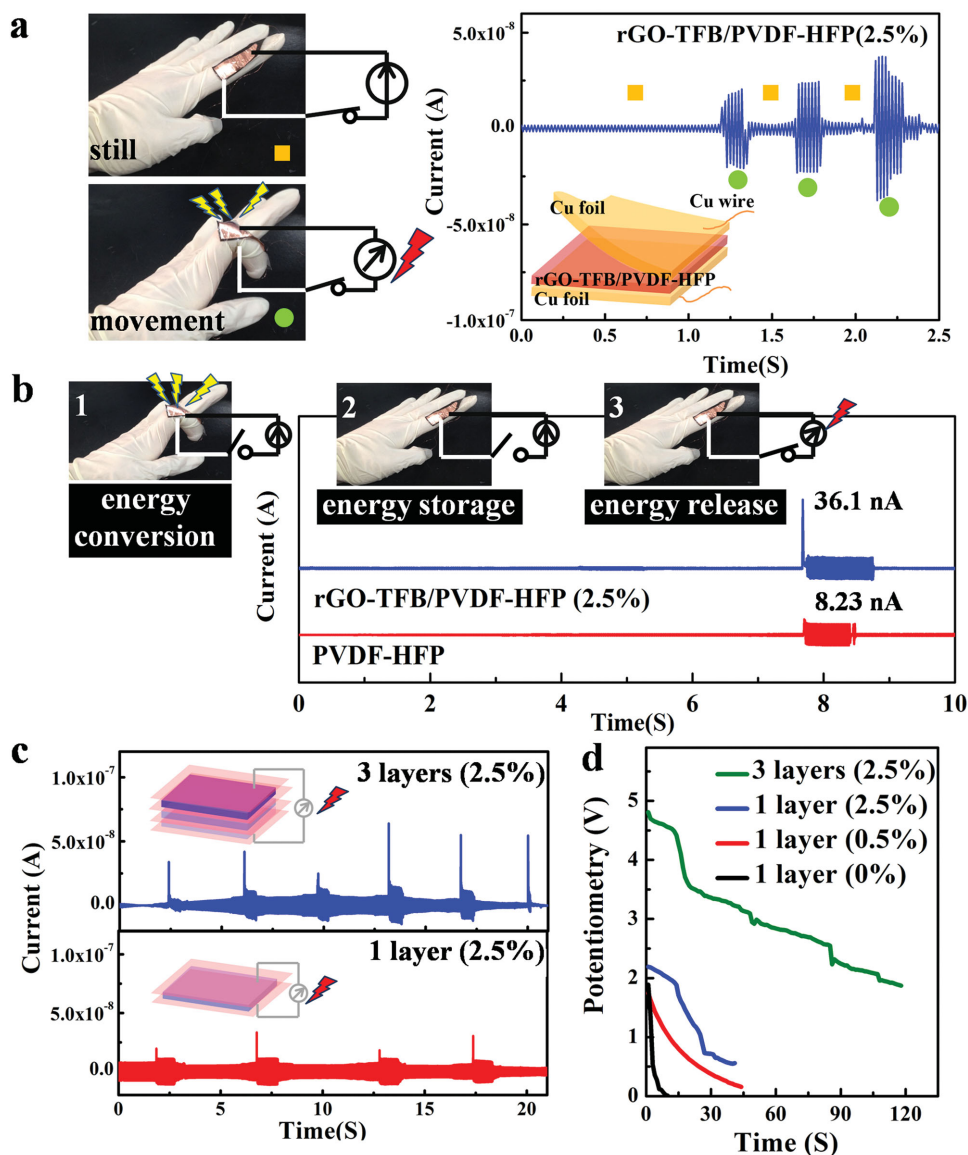 a
still
movement
rGO-TFB/PVDF-HFP(2.5%)
Current (A)
5.0x10⁻⁸
0.0
-5.0x10⁻⁸
-1.0x10⁻⁷
Cu foil
Cu wire
rGO-TFB/PVDF-HFP
Cu foil
0.0 0.5 1.0 1.5 2.0 2.5
Time(S)
b
1
energy
conversion
2
energy storage
3
energy release
Current (A)
36.1 nA
rGO-TFB/PVDF-HFP (2.5%)
8.23 nA
PVDF-HFP
0 2 4 6 8 10
Time(S)
c
3 layers (2.5%)
1.0x10⁻⁷
5.0x10⁻⁸
0.0
Current (A)
1 layer (2.5%)
1.0x10⁻⁷
5.0x10⁻⁸
0.0
0 5 10 15 20
Time(S)
d
3 layers (2.5%)
1 layer (2.5%)
1 layer (0.5%)
1 layer (0%)
Potentiometry (V)
5
4
3
2
1
0
0 30 60 90 120
Time (S)